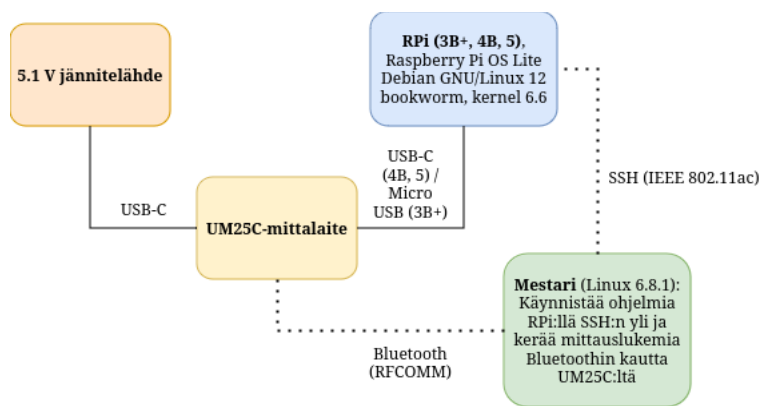 5.1 V jännitelähde
RPi (3B+, 4B, 5),
Raspberry Pi OS Lite
Debian GNU/Linux 12
bookworm, kernel 6.6
USB-C
(4B, 5) /
Micro
USB (3B+)
SSH (IEEE 802.11ac)
USB-C
UM25C-mittalaite
Mestari (Linux 6.8.1):
Käynnistää ohjelmia
RPi:llä SSH:n yli ja
kerää mittauslukemia
Bluetoothin kautta
UM25C:ltä
Bluetooth
(RFCOMM)